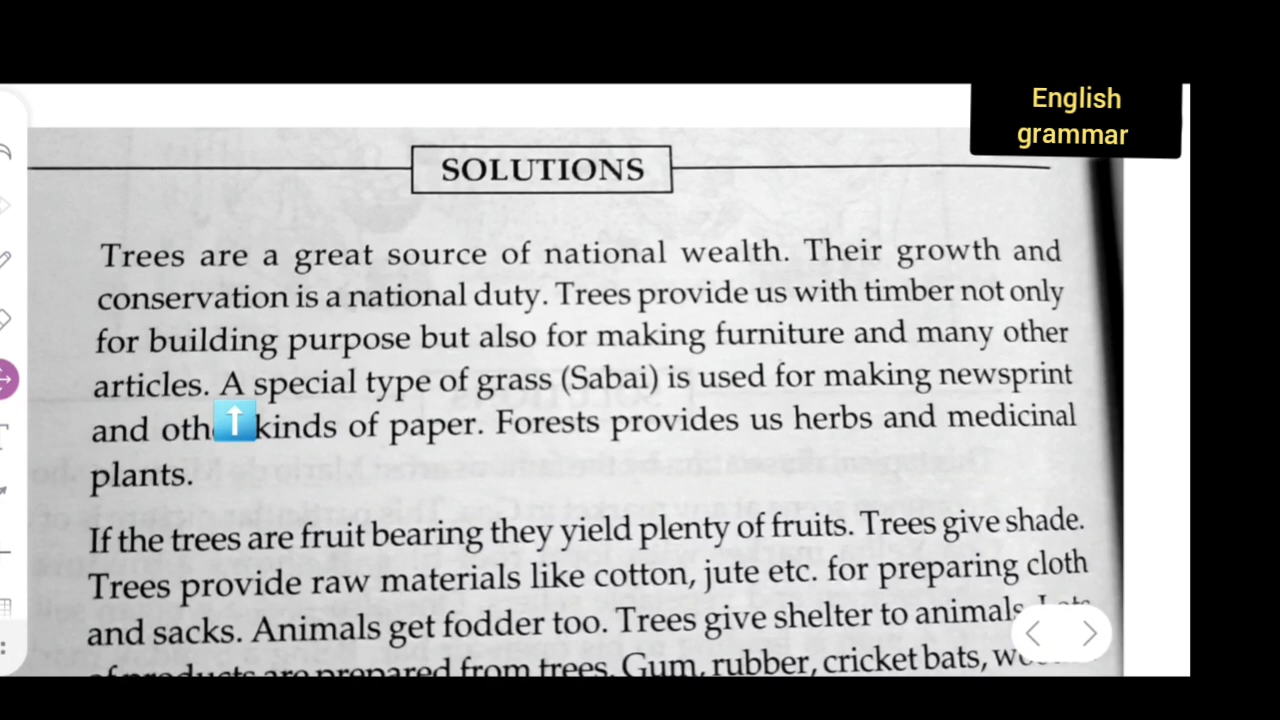 English
grammar
SOLUTIONS
Trees are a great source of national wealth. Their growth and
conservation is a national duty. Trees provide us with timber not only
for building purpose but also for making furniture and many other
articles. A special type of grass (Sabai) is used for making newsprint
and kinds of paper. Forests provides us herbs and medicinal
plants.
If the trees are fruit bearing they yield plenty of fruits. Trees give shade.
Trees provide raw materials like cotton, jute etc. for preparing cloth
and sacks. Animals get fodder too. Trees give shelter to animals
of products are prepared from trees. Gum, rubber, cricket bats,